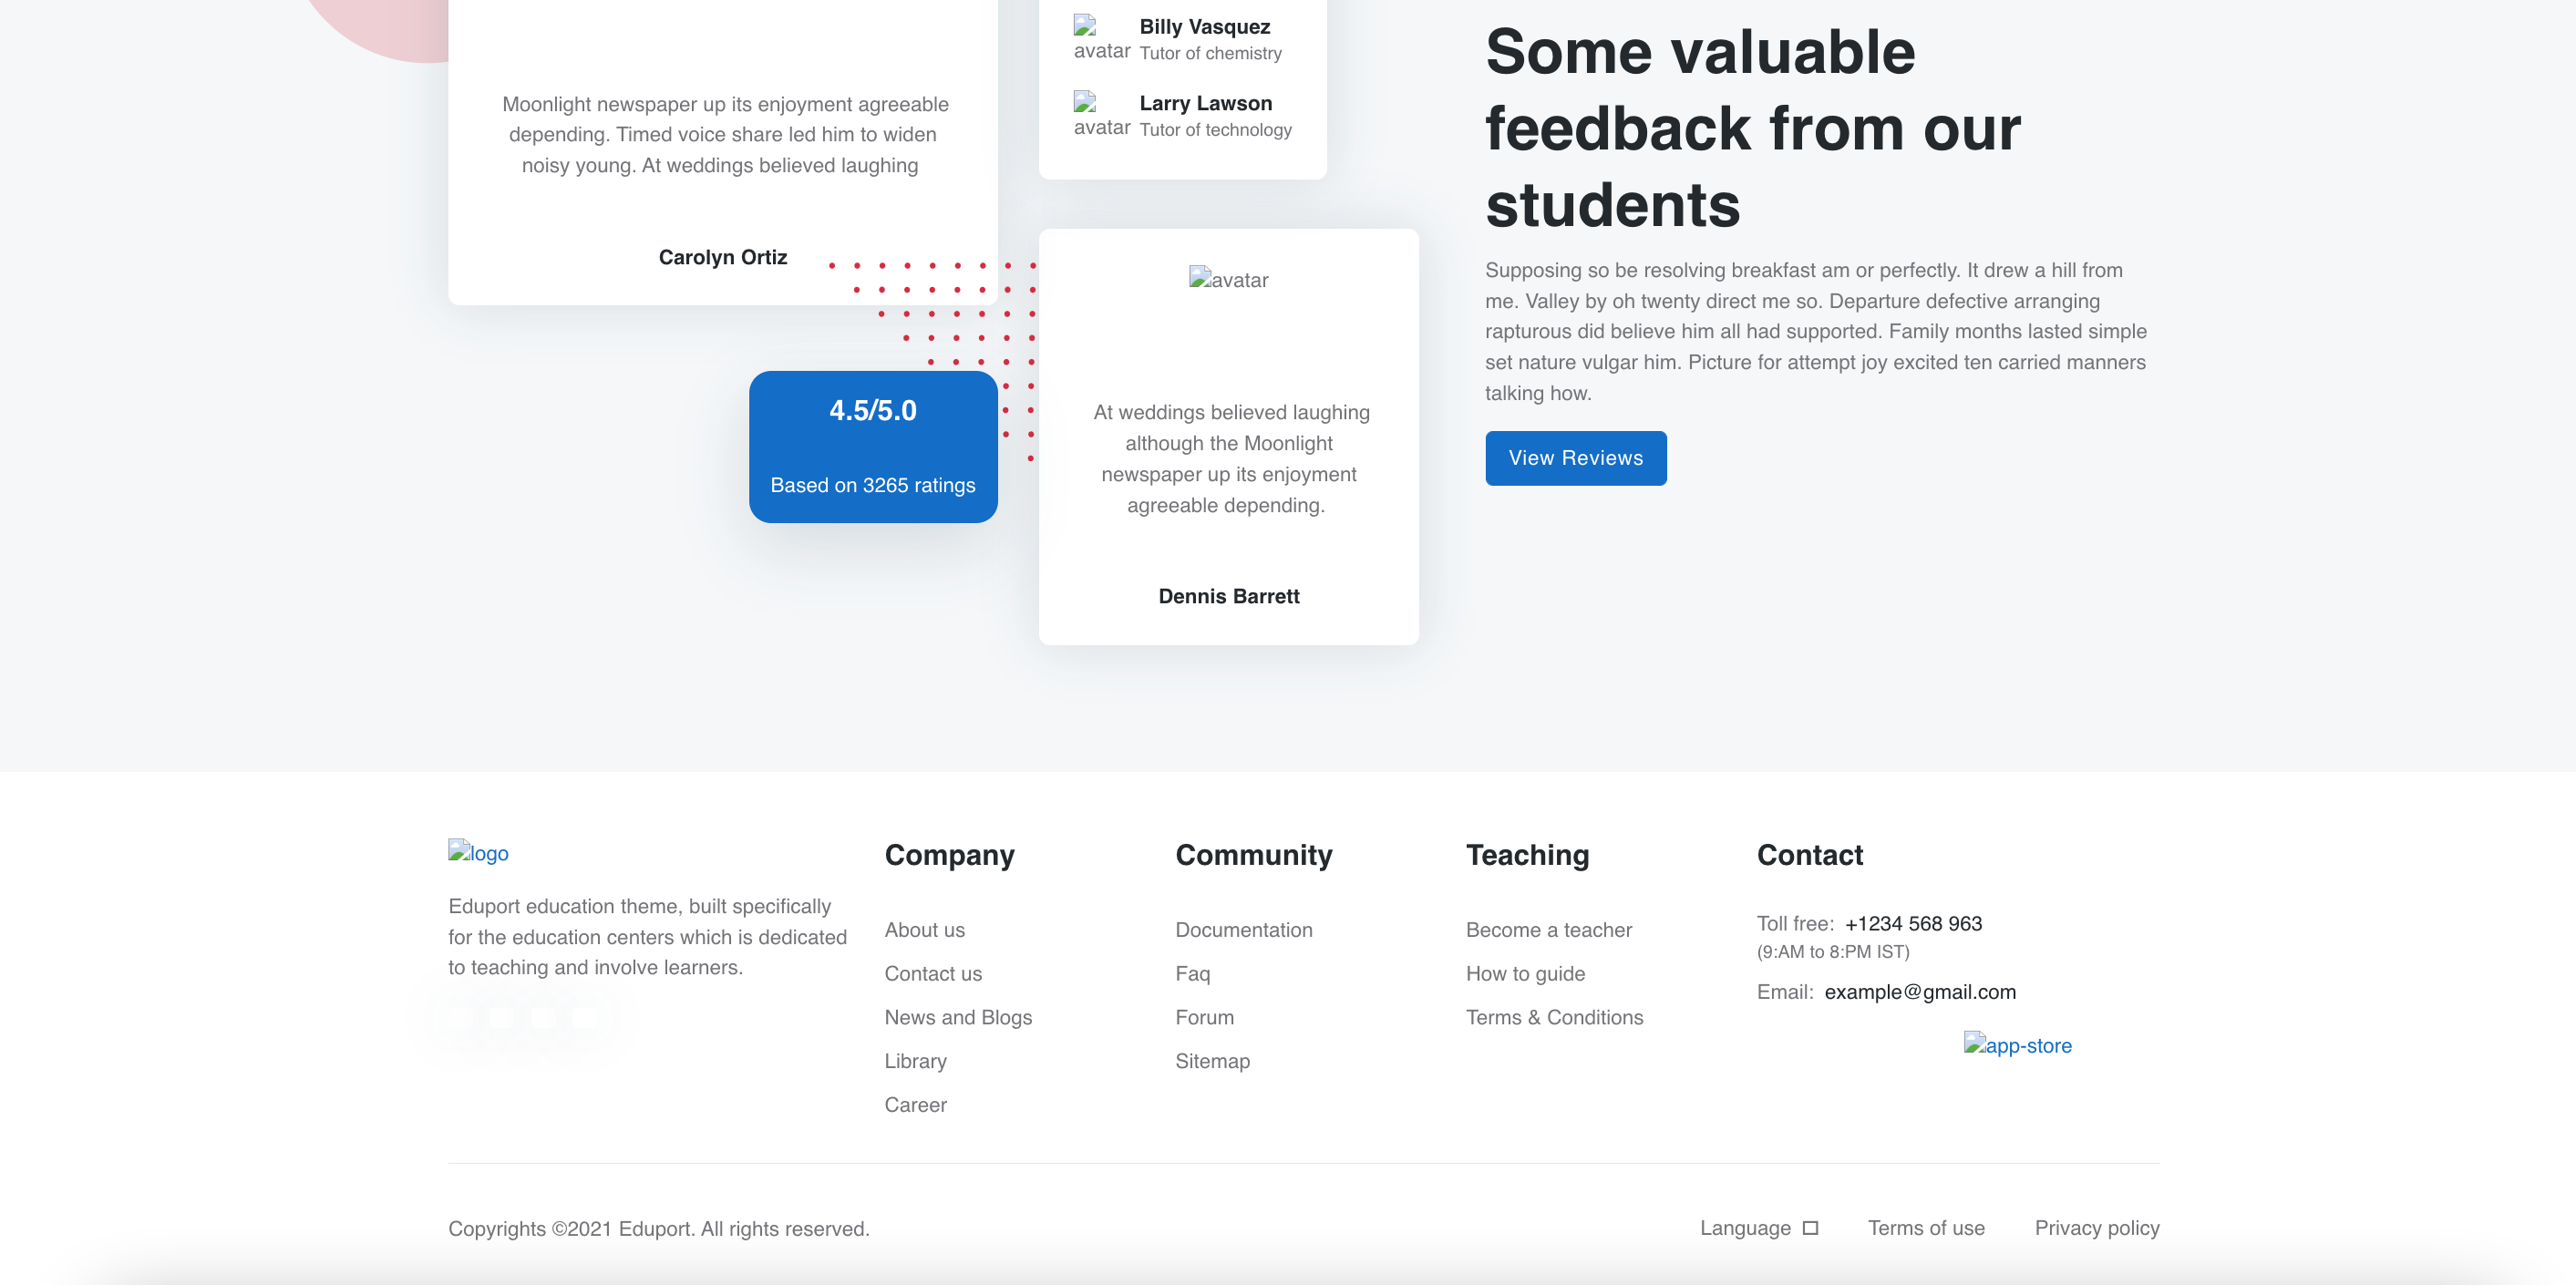 avatar
Billy Vasquez
Tutor of chemistry
avatar
Larry Lawson
Tutor of technology
Moonlight newspaper up its enjoyment agreeable
depending. Timed voice share led him to widen
noisy young. At weddings believed laughing
Carolyn Ortiz
4.5/5.0
Based on 3265 ratings
avatar
At weddings believed laughing
although the Moonlight
newspaper up its enjoyment
agreeable depending.
Dennis Barrett
Some valuable
feedback from our
students
Supposing so be resolving breakfast am or perfectly. It drew a hill from
me. Valley by oh twenty direct me so. Departure defective arranging
rapturous did believe him all had supported. Family months lasted simple
set nature vulgar him. Picture for attempt joy excited ten carried manners
talking how.
View Reviews
logo
Eduport education theme, built specifically
for the education centers which is dedicated
to teaching and involve learners.
Company
About us
Contact us
News and Blogs
Library
Career
Community
Documentation
Faq
Forum
Sitemap
Teaching
Become a teacher
How to guide
Terms & Conditions
Contact
Toll free: +1234 568 963
(9:AM to 8:PM IST)
Email: example@gmail.com
app-store
Copyrights ©2021 Eduport. All rights reserved.
Language
Terms of use
Privacy policy